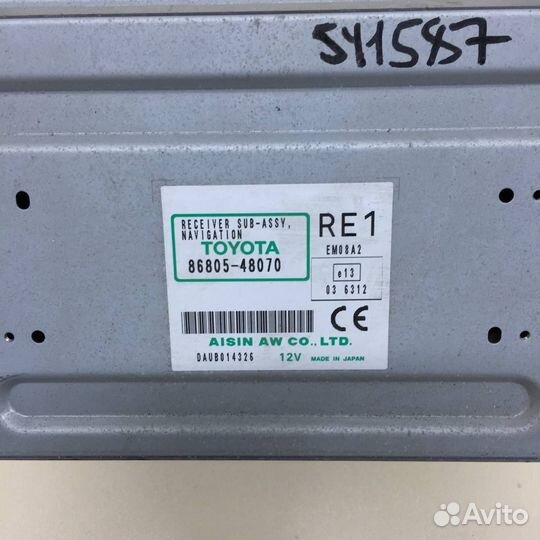 541587
RECEIVER SUB-ASSY,
NAVIGATION
TOYOTA
86805-48070
RE1
EM08A2
e13
03 6312
CE
AISIN AW CO., LTD.
DAUB014326 12V MADE IN JAPAN
Avito